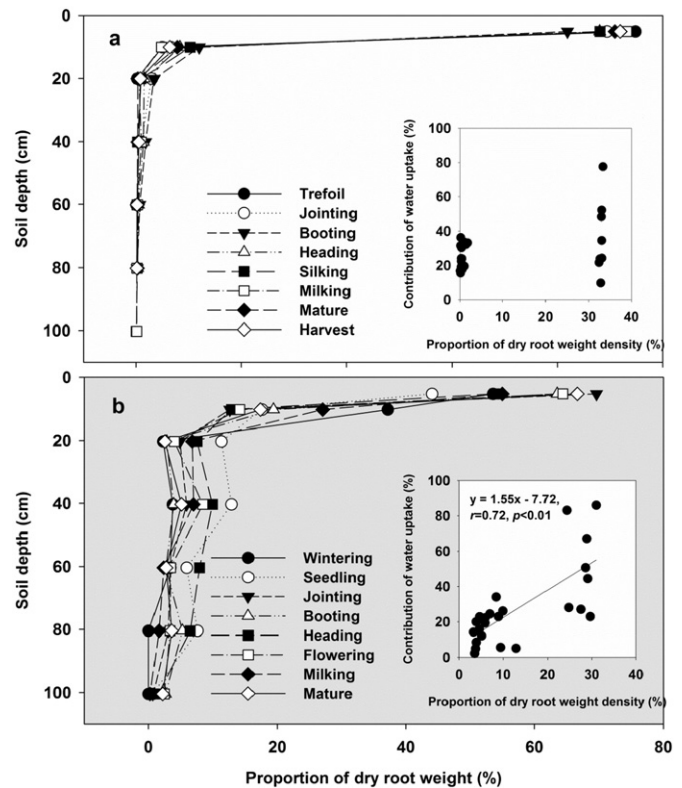 a
0
20
40
60
80
100
Soil depth (cm)
Trefoil
Jointing
Booting
Heading
Silking
Milking
Mature
Harvest
100
80
60
40
20
0
Contribution of water uptake (%)
0 10 20 30 40
Proportion of dry root weight density (%)
b
0
20
40
60
80
100
Soil depth (cm)
Wintering
Seedling
Jointing
Booting
Heading
Flowering
Milking
Mature
y = 1.55x - 7.72,
r=0.72, p<0.01
100
80
60
40
20
0
Contribution of water uptake (%)
0 10 20 30 40
Proportion of dry root weight density (%)
0 20 40 60 80
Proportion of dry root weight (%)